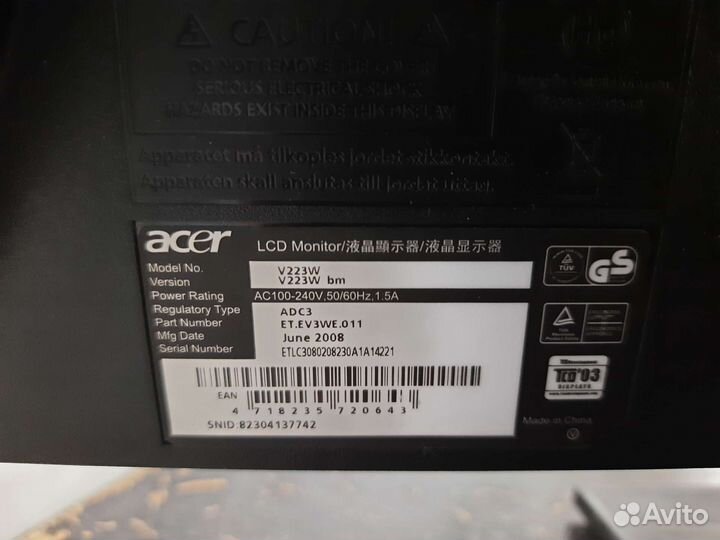 ⚠ CAUTION! ⚠
DO NOT REMOVE THE COVER
SERIOUS ELECTRICAL SHOCK
HAZARDS EXIST INSIDE THIS DISPLAY
Apparatet må tilkoples jordet stikkontakt.
Apparaten skall anslutas till jordat uttag.
acer
LCD Monitor/液晶顯示器/液晶显示器
Model No. V223W
Version V223W bm
Power Rating AC100-240V,50/60Hz,1.5A
Regulatory Type ADC3
Part Number ET.EV3WE.011
Mfg Date June 2008
Serial Number ETLC3080208230A1A14221
EAN
4 718235 720643
SNID:82304137742
TÜV
GS
TCO'03
DISPLAYS
Made in China
V
Avito